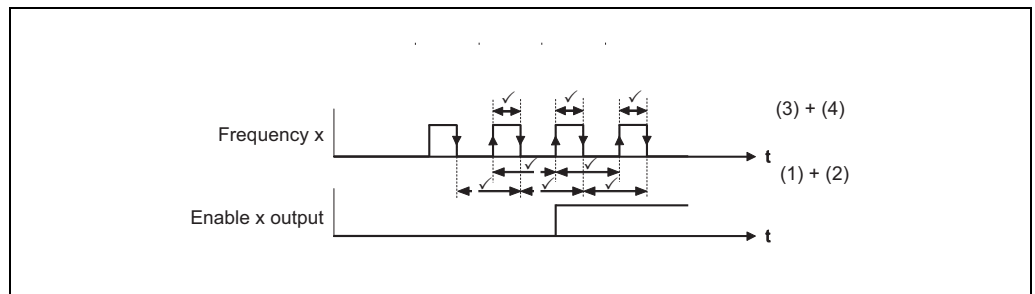 ✓ ✓ ✓
(3) + (4)
Frequency x
t
✓ ✓
(1) + (2)
✓ ✓ ✓
Enable x output
t